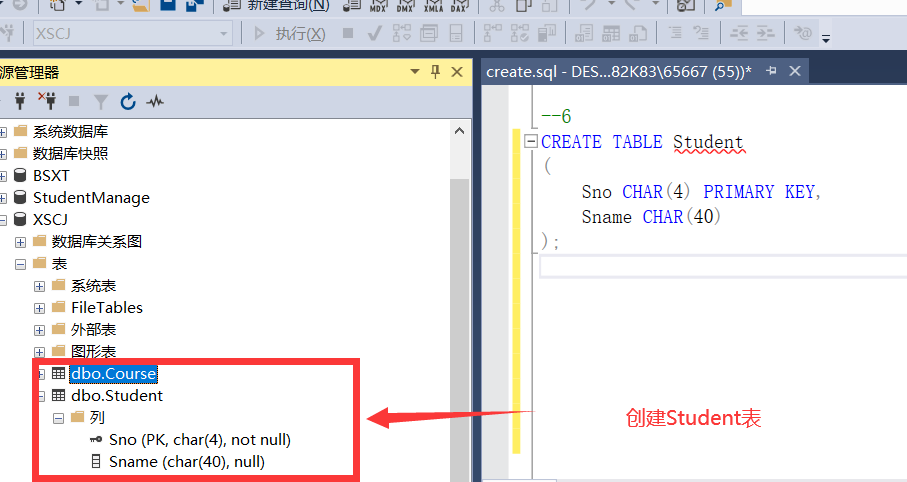 新建查询(N)
MDX DMX XMLA DAX
XSCJ
执行(X)
源管理器
create.sql - DES...82K83\65667 (55))*
系统数据库
数据库快照
BSXT
StudentManage
XSCJ
数据库关系图
表
系统表
FileTables
外部表
图形表
dbo.Course
dbo.Student
列
Sno (PK, char(4), not null)
Sname (char(40), null)
--6
CREATE TABLE Student
(
Sno CHAR(4) PRIMARY KEY,
Sname CHAR(40)
);
创建Student表